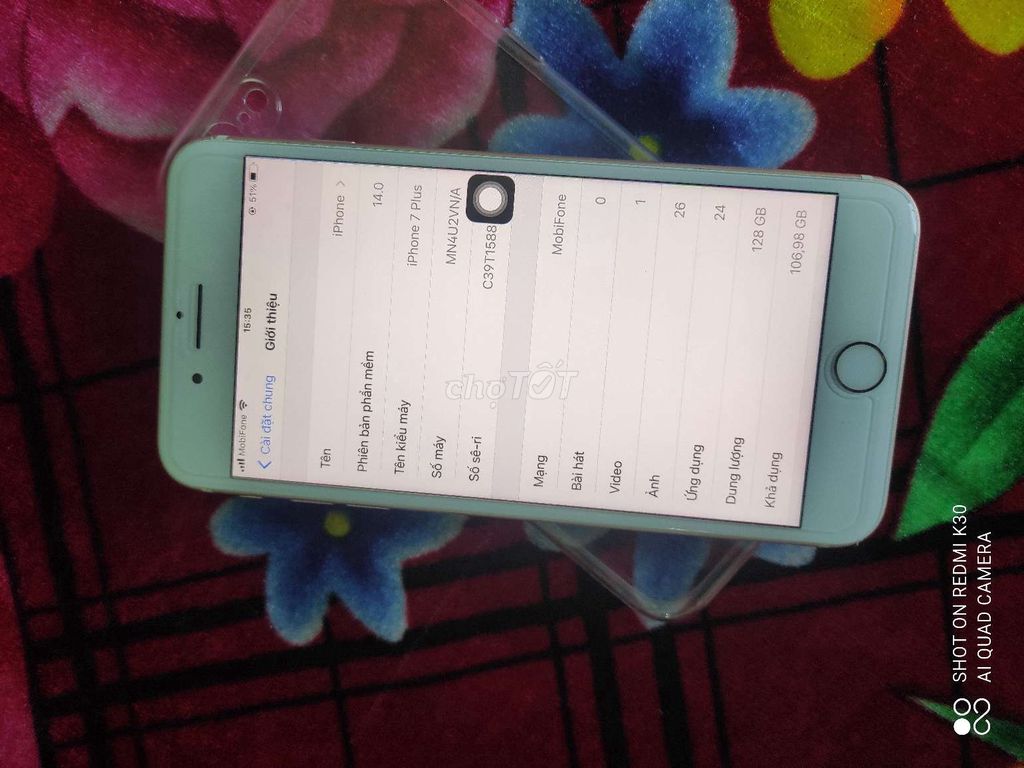 MobiFone 15:35 51%
Cài đặt chung Giới thiệu
Tên iPhone
Phiên bản phần mềm 14.0
Tên kiểu máy iPhone 7 Plus
Số máy MN4U2VN/A
Số sê-ri C39T1588
Mạng MobiFone
Bài hát 0
Video 1
Ảnh 26
Ứng dụng 24
Dung lượng 128 GB
Khả dụng 106,98 GB
chợTỐT
SHOT ON REDMI K30
AI QUAD CAMERA